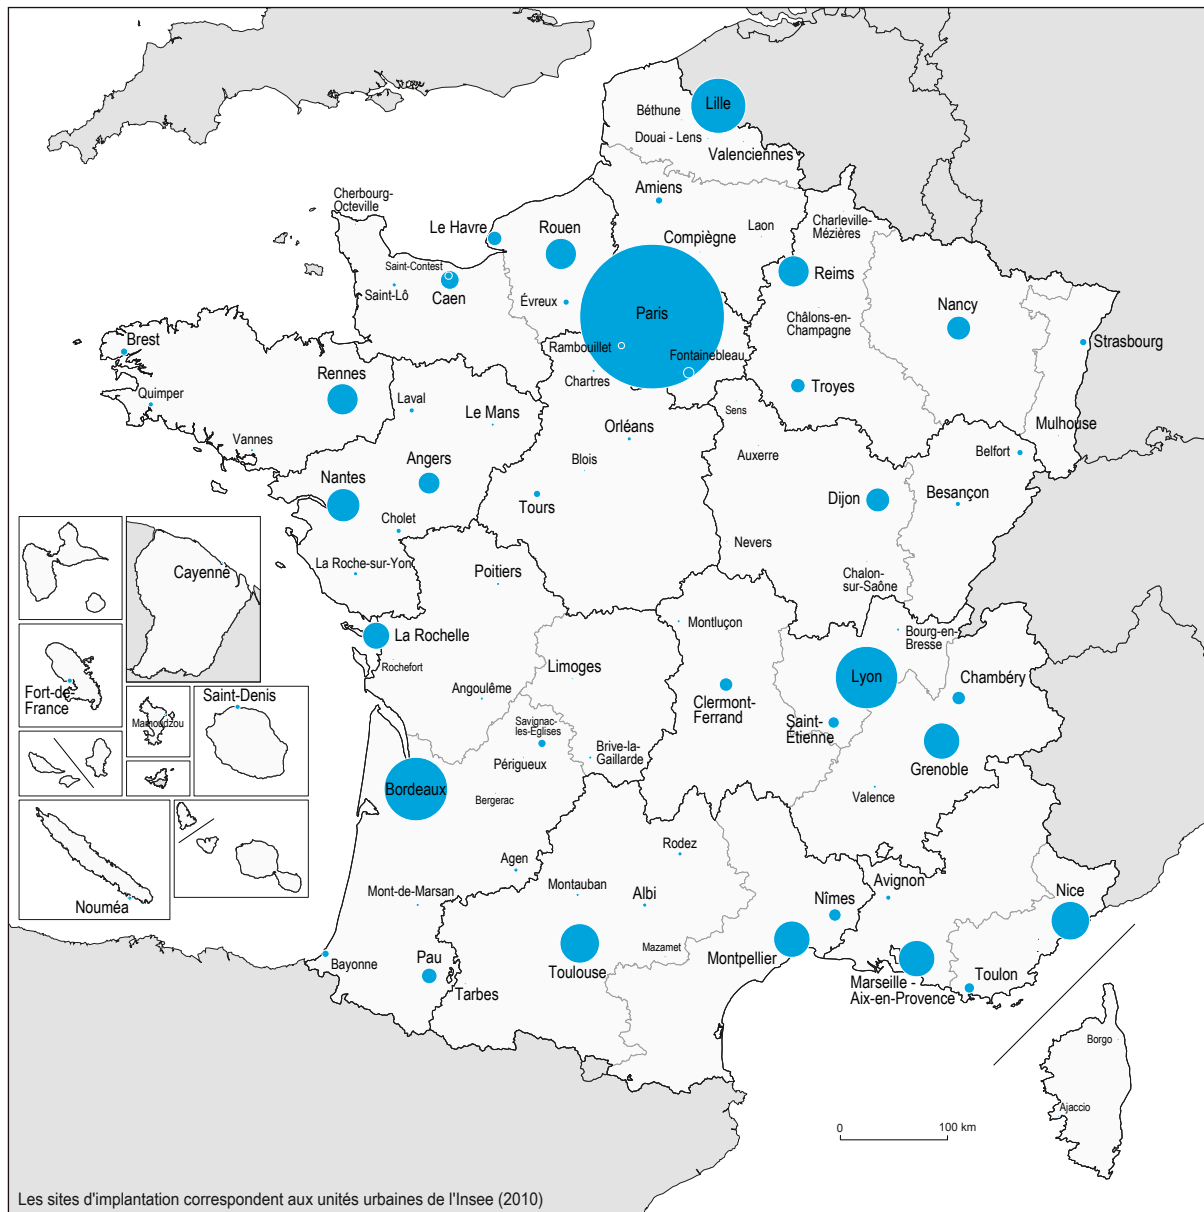 Lille
Béthune
Douai - Lens
Valenciennes
Amiens
Cherbourg-
Octeville
Le Havre
Rouen
Compiègne
Laon
Charleville-
Mézières
Saint-Contest
Caen
Saint-Lô
Évreux
Reims
Paris
Châlons-en-
Champagne
Nancy
Strasbourg
Brest
Rambouillet
Fontainebleau
Chartres
Troyes
Rennes
Quimper
Laval
Le Mans
Orléans
Sens
Mulhouse
Vannes
Angers
Blois
Auxerre
Belfort
Nantes
Tours
Dijon
Besançon
Cholet
Nevers
La Roche-sur-Yon
Poitiers
Chalon-
sur-Saône
Cayenne
La Rochelle
Rochefort
Montluçon
Bourg-en-
Bresse
Limoges
Lyon
Chambéry
Fort-de-
France
Saint-Denis
Mamoudzou
Angoulême
Clermont-
Ferrand
Saint-
Étienne
Savignac-
les-Églises
Périgueux
Brive-la-
Gaillarde
Grenoble
Bordeaux
Bergerac
Valence
Agen
Rodez
Mont-de-Marsan
Montauban
Albi
Nîmes
Avignon
Nice
Nouméa
Mazamet
Montpellier
Bayonne
Pau
Tarbes
Toulouse
Marseille -
Aix-en-Provence
Toulon
Borgo
Ajaccio
0 100 km
Les sites d'implantation correspondent aux unités urbaines de l'Insee (2010)